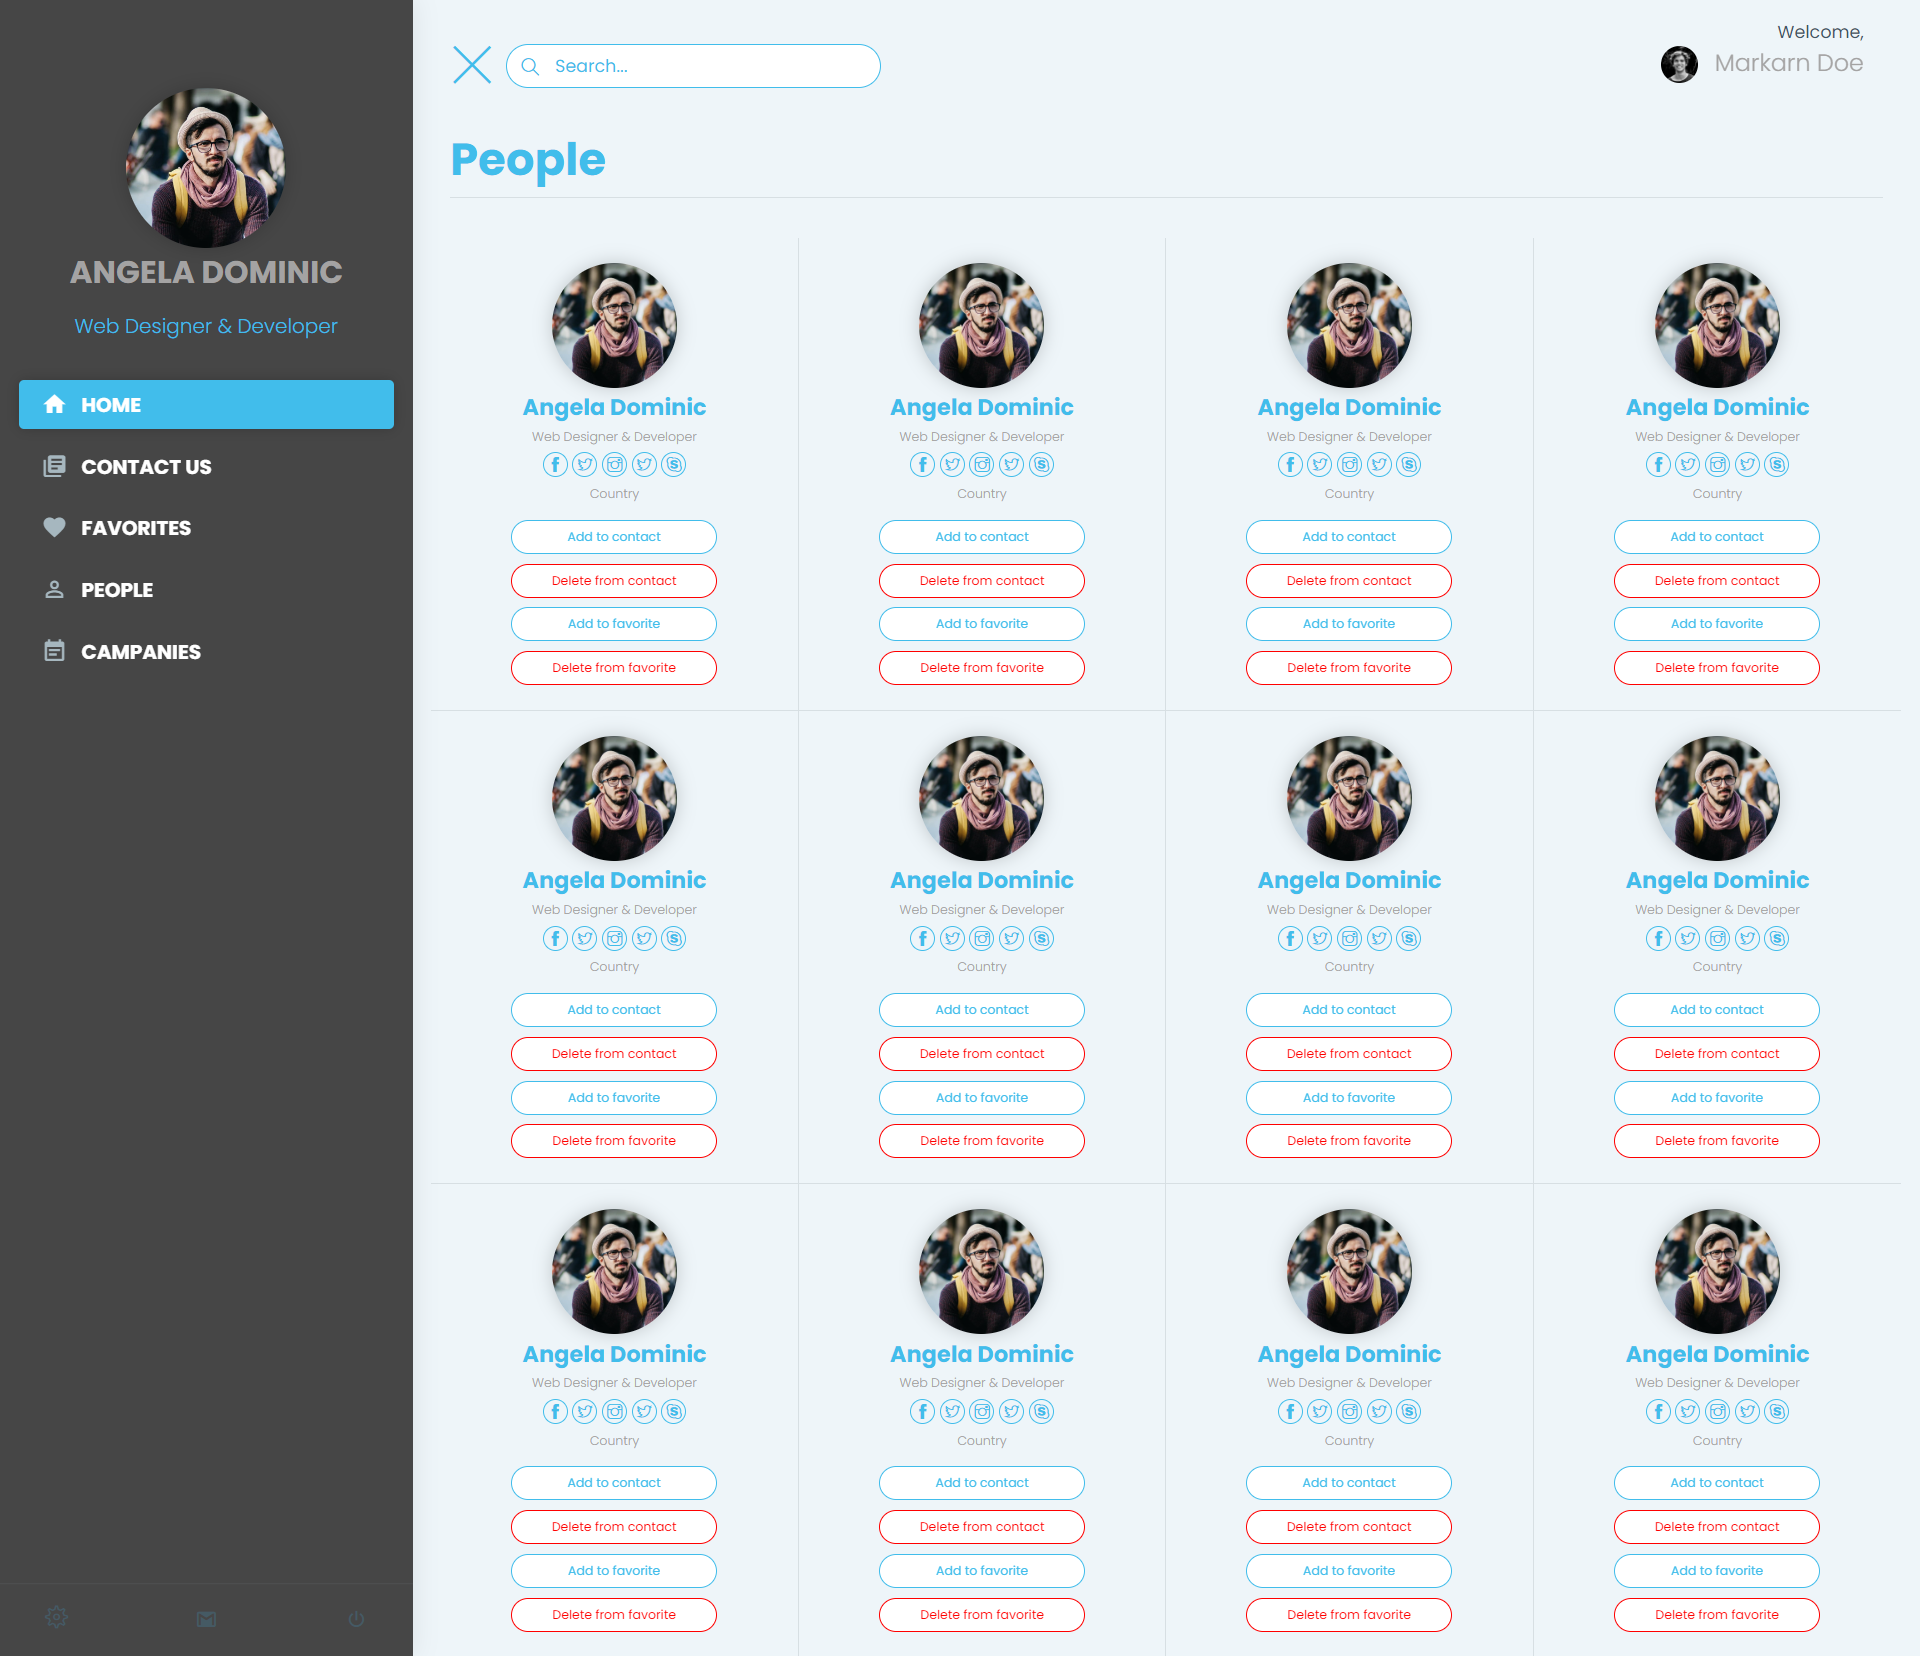 ANGELA DOMINIC
Web Designer & Developer
HOME
CONTACT US
FAVORITES
PEOPLE
CAMPANIES
Search...
Welcome,
Markarn Doe
People
Angela Dominic Angela Dominic Angela Dominic Angela Dominic
Web Designer & Developer Web Designer & Developer Web Designer & Developer Web Designer & Developer
Country Country Country Country
Add to contact Add to contact Add to contact Add to contact
Delete from contact Delete from contact Delete from contact Delete from contact
Add to favorite Add to favorite Add to favorite Add to favorite
Delete from favorite Delete from favorite Delete from favorite Delete from favorite
Angela Dominic Angela Dominic Angela Dominic Angela Dominic
Web Designer & Developer Web Designer & Developer Web Designer & Developer Web Designer & Developer
Country Country Country Country
Add to contact Add to contact Add to contact Add to contact
Delete from contact Delete from contact Delete from contact Delete from contact
Add to favorite Add to favorite Add to favorite Add to favorite
Delete from favorite Delete from favorite Delete from favorite Delete from favorite
Angela Dominic Angela Dominic Angela Dominic Angela Dominic
Web Designer & Developer Web Designer & Developer Web Designer & Developer Web Designer & Developer
Country Country Country Country
Add to contact Add to contact Add to contact Add to contact
Delete from contact Delete from contact Delete from contact Delete from contact
Add to favorite Add to favorite Add to favorite Add to favorite
Delete from favorite Delete from favorite Delete from favorite Delete from favorite